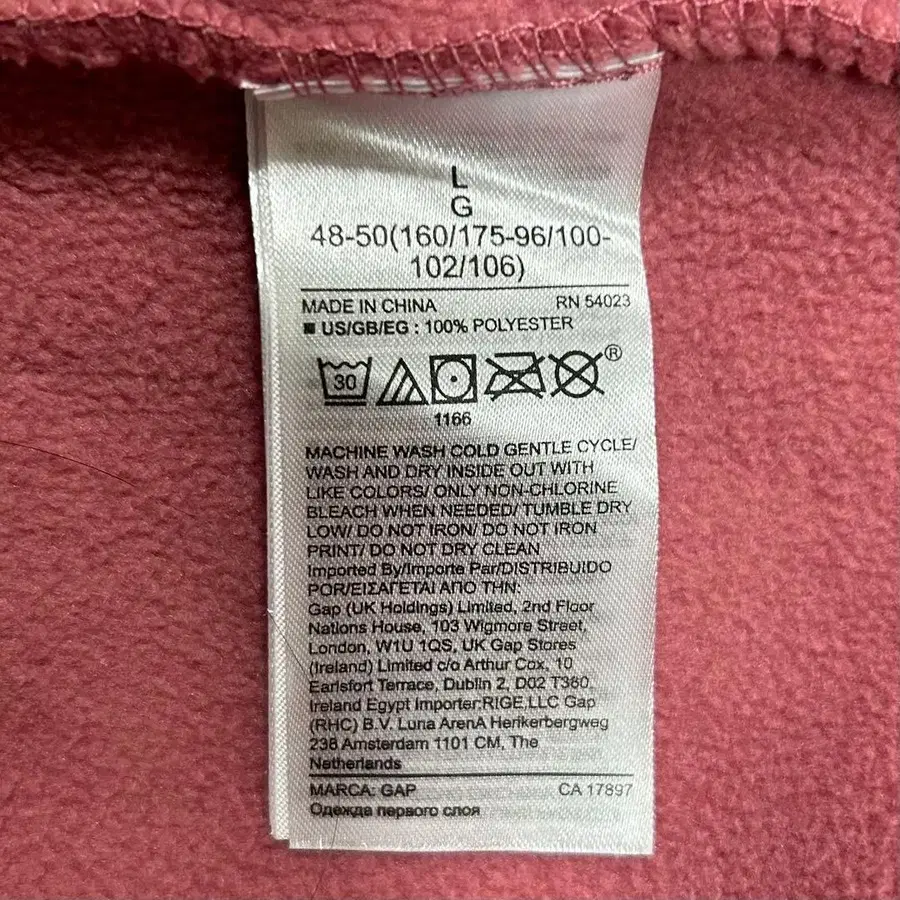 L
G
48-50(160/175-96/100-
102/106)
MADE IN CHINA RN 54023
■ US/GB/EG : 100% POLYESTER
30 ®
1166
MACHINE WASH COLD GENTLE CYCLE/
WASH AND DRY INSIDE OUT WITH
LIKE COLORS/ ONLY NON-CHLORINE
BLEACH WHEN NEEDED/ TUMBLE DRY
LOW/ DO NOT IRON/ DO NOT IRON
PRINT/ DO NOT DRY CLEAN
Imported By/Importe Par/DISTRIBUIDO
POR/ΕΙΣΑΓΕΤΑΙ ΑΠΟ ΤΗΝ:
Gap (UK Holdings) Limited, 2nd Floor
Nations House, 103 Wigmore Street,
London, W1U 1QS, UK Gap Stores
(Ireland) Limited c/o Arthur Cox, 10
Earlsfort Terrace, Dublin 2, D02 T380,
Ireland Egypt Importer:RIGE,LLC Gap
(RHC) B.V. Luna ArenA Herikerbergweg
238 Amsterdam 1101 CM, The
Netherlands
MARCA: GAP CA 17897
Одежда первого слоя